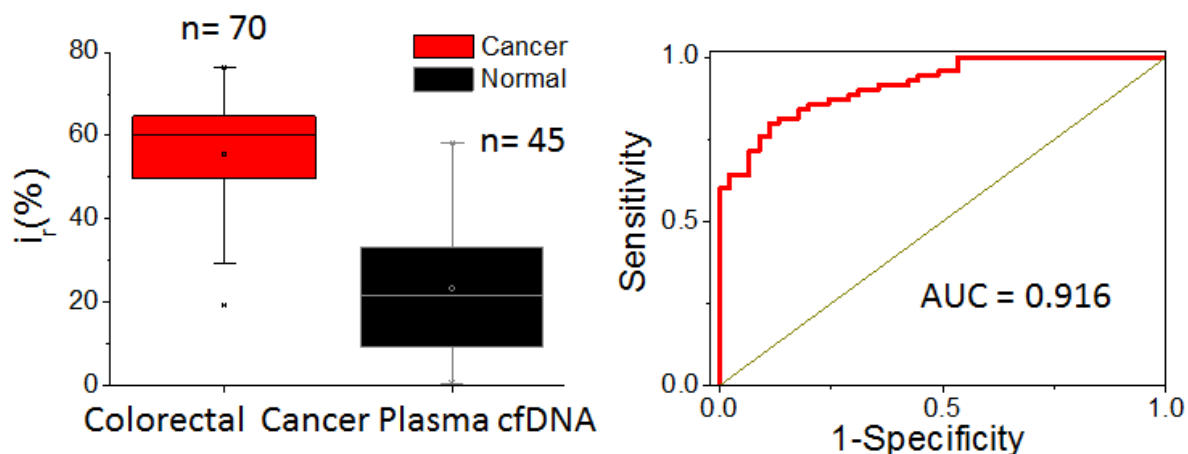 n= 70
Cancer
Normal
n= 45
80
60
40
20
0
i_r(%)
Colorectal Cancer Plasma cfDNA
1.0
0.5
0.0
Sensitivity
AUC = 0.916
0.0 0.5 1.0
1-Specificity